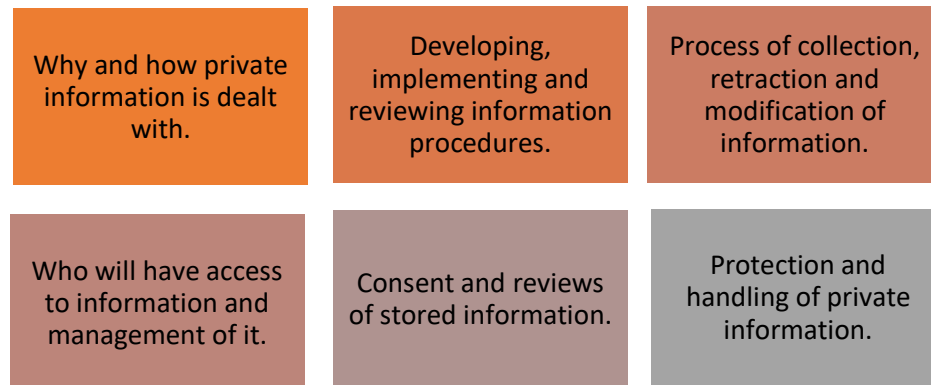 Why and how private
information is dealt
with.
Developing,
implementing and
reviewing information
procedures.
Process of collection,
retraction and
modification of
information.
Who will have access
to information and
management of it.
Consent and reviews
of stored information.
Protection and
handling of private
information.